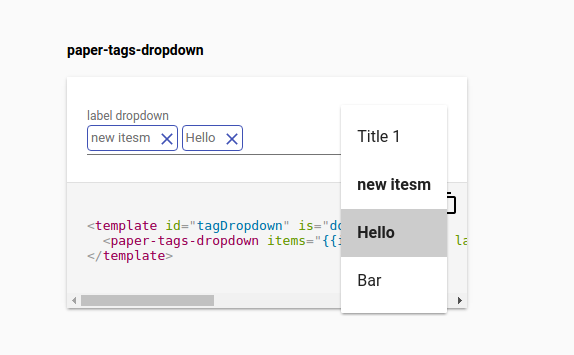 paper-tags-dropdown
label dropdown
new itesm
Hello
Title 1
new itesm
Hello
Bar
<template id="tagDropdown" is="do
<paper-tags-dropdown items="{{i la
</template>